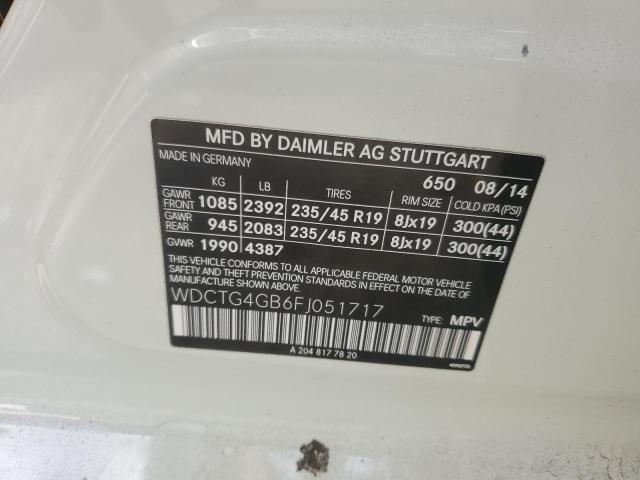 MFD BY DAIMLER AG STUTTGART
MADE IN GERMANY 650 08/14
KG LB TIRES RIM SIZE COLD KPA(PSI)
GAWR FRONT 1085 2392 235/45 R19 8Jx19 300(44)
GAWR REAR 945 2083 235/45 R19 8Jx19 300(44)
GVWR 1990 4387
THIS VEHICLE CONFORMS TO ALL APPLICABLE FEDERAL MOTOR VEHICLE
SAFETY AND THEFT PREVENTION STANDARDS IN EFFECT ON THE DATE OF
MANUFACTURE SHOWN ABOVE.
WDCTG4GB6FJ051717
TYPE: MPV
A 204 817 78 20